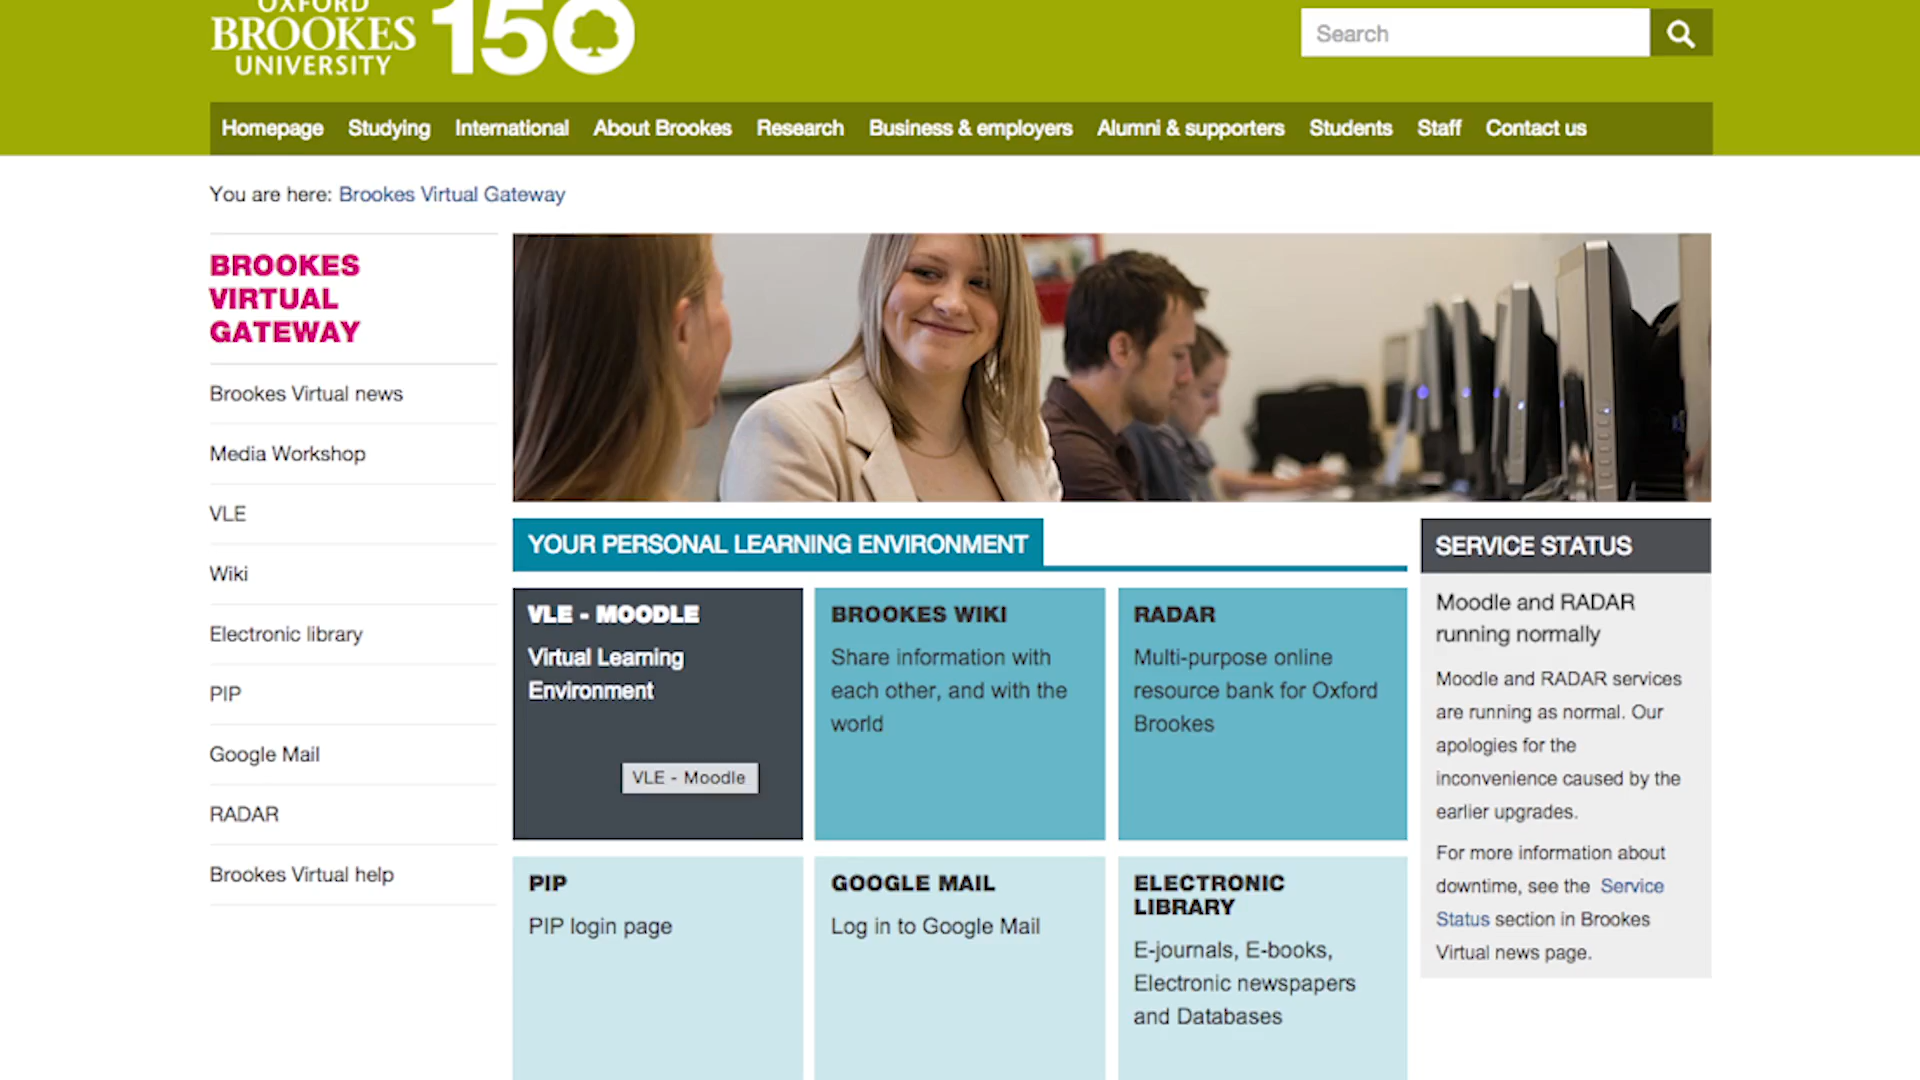 OXFORD
BROOKES
UNIVERSITY
150
Search
Homepage Studying International About Brookes Research Business & employers Alumni & supporters Students Staff Contact us
You are here: Brookes Virtual Gateway
BROOKES
VIRTUAL
GATEWAY
Brookes Virtual news
Media Workshop
VLE
Wiki
Electronic library
PIP
Google Mail
RADAR
Brookes Virtual help
YOUR PERSONAL LEARNING ENVIRONMENT
VLE - MOODLE
Virtual Learning
Environment
VLE - Moodle
BROOKES WIKI
Share information with
each other, and with the
world
RADAR
Multi-purpose online
resource bank for Oxford
Brookes
PIP
PIP login page
GOOGLE MAIL
Log in to Google Mail
ELECTRONIC
LIBRARY
E-journals, E-books,
Electronic newspapers
and Databases
SERVICE STATUS
Moodle and RADAR
running normally
Moodle and RADAR services
are running as normal. Our
apologies for the
inconvenience caused by the
earlier upgrades.
For more information about
downtime, see the Service
Status section in Brookes
Virtual news page.